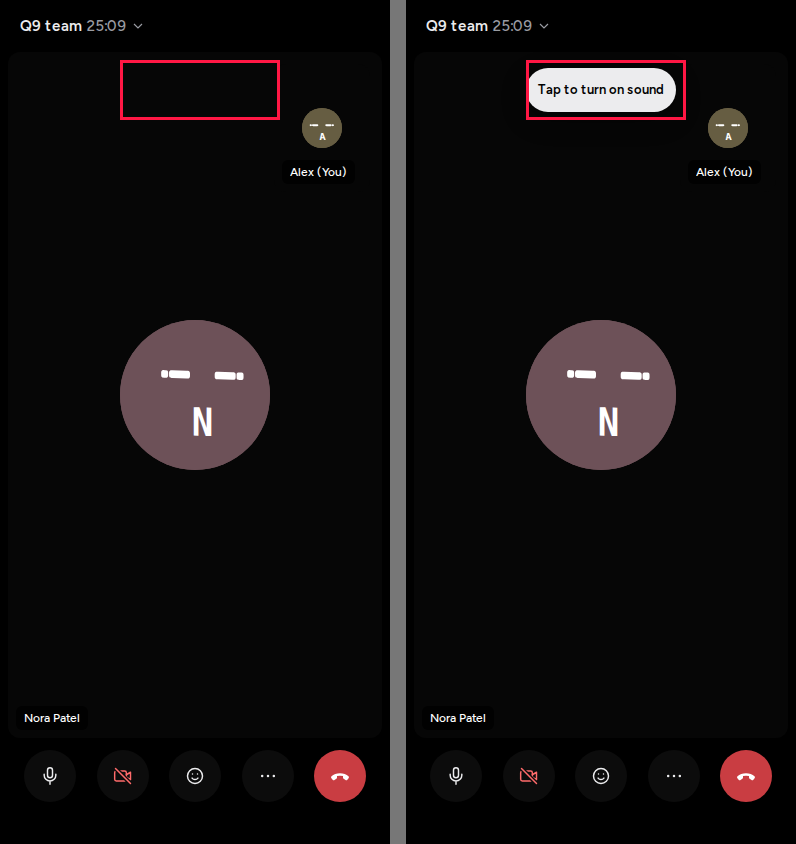 Q9 team 25:09
A
Alex (You)
N
Nora Patel
Q9 team 25:09
Tap to turn on sound
A
Alex (You)
N
Nora Patel